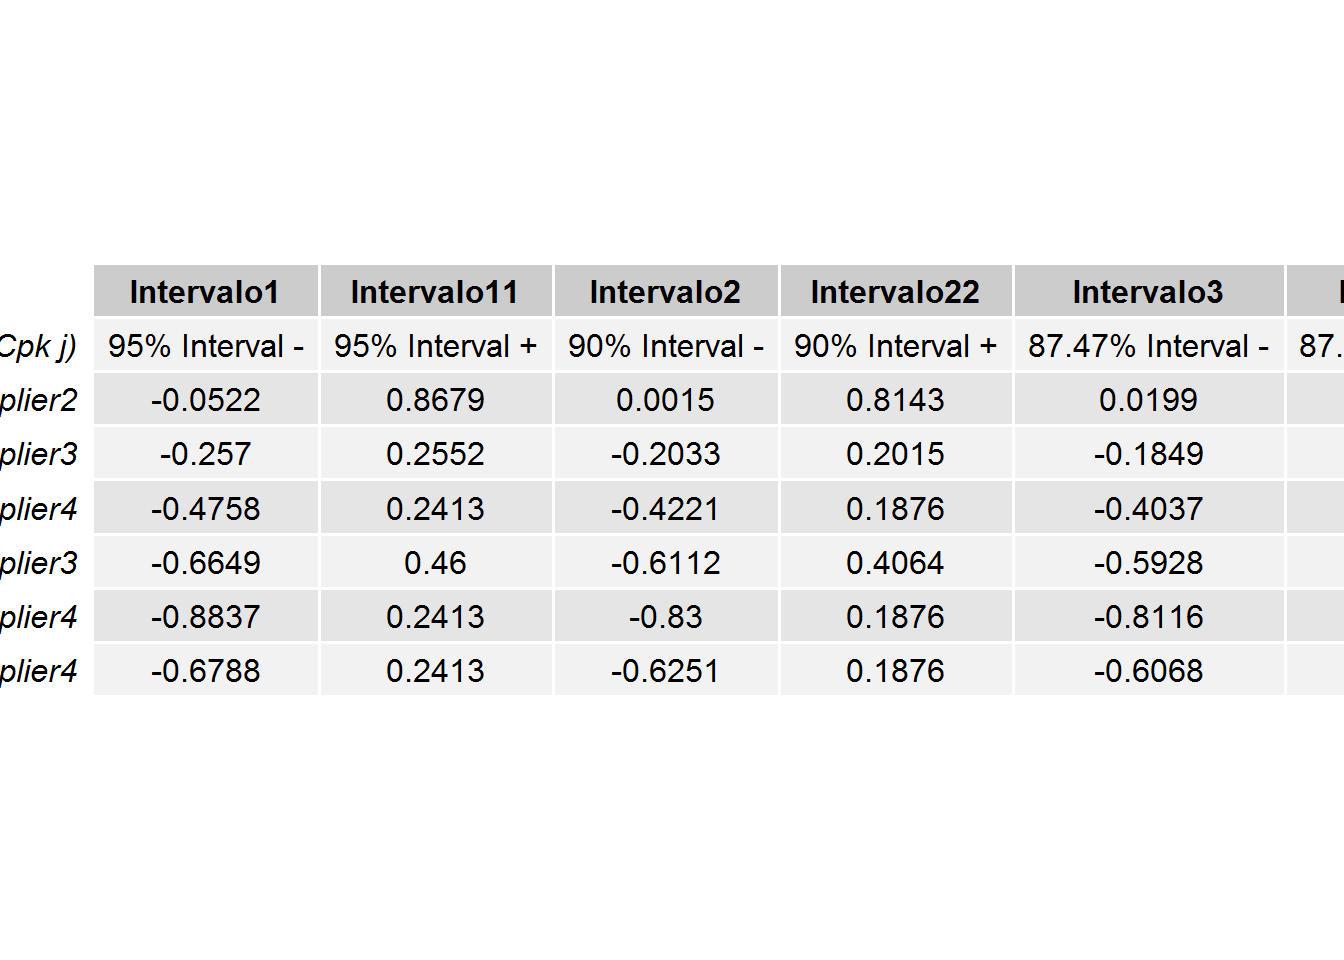 Intervalo1 Intervalo11 Intervalo2 Intervalo22 Intervalo3
Cpk j) 95% Interval - 95% Interval + 90% Interval - 90% Interval + 87.47% Interval - 87.
plier2 -0.0522 0.8679 0.0015 0.8143 0.0199
plier3 -0.257 0.2552 -0.2033 0.2015 -0.1849
plier4 -0.4758 0.2413 -0.4221 0.1876 -0.4037
plier3 -0.6649 0.46 -0.6112 0.4064 -0.5928
plier4 -0.8837 0.2413 -0.83 0.1876 -0.8116
plier4 -0.6788 0.2413 -0.6251 0.1876 -0.6068